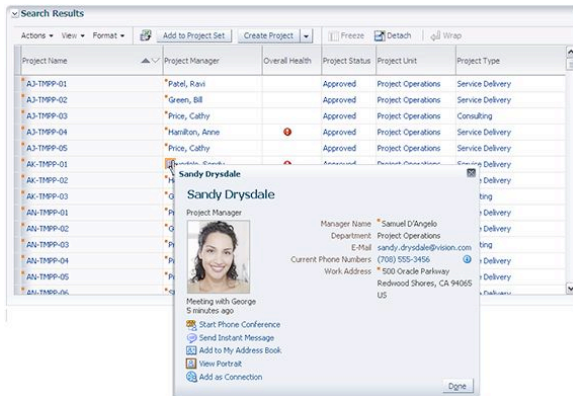 Search Results
Actions View Format Add to Project Set Create Project Freeze Detach Wrap
Project Name Project Manager Overall Health Project Status Project Unit Project Type
AJ-TMPP-01 Patel, Ravi Approved Project Operations Service Delivery
AJ-TMPP-02 Green, Bill Approved Project Operations Service Delivery
AJ-TMPP-03 Price, Cathy Approved Project Operations Consulting
AJ-TMPP-04 Hamilton, Anne Approved Project Operations Service Delivery
AJ-TMPP-05 Price, Cathy Approved Project Operations Service Delivery
AK-TMPP-01 Approved Project Operations Service Delivery
AK-TMPP-02
AK-TMPP-03
AN-TMPP-01
AN-TMPP-02
AN-TMPP-03
AN-TMPP-04
AN-TMPP-05
AN-TMPP-06
Sandy Drysdale
Sandy Drysdale
Project Manager
Meeting with George
5 minutes ago
Start Phone Conference
Send Instant Message
Add to My Address Book
View Portrait
Add as Connection
Manager Name *Samuel D'Angelo
Department Project Operations
E-Mail sandy.drysdale@vision.com
Current Phone Numbers (708) 555-3456
Work Address *500 Oracle Parkway
Redwood Shores, CA 94065
US
Done